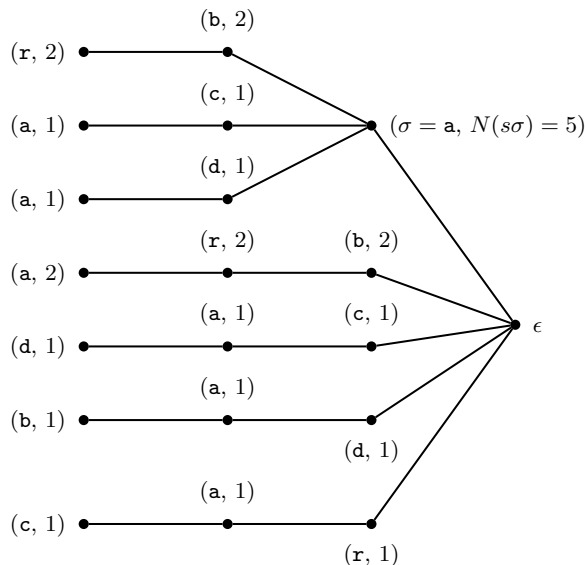 (b, 2)
(r, 2)
(c, 1)
(a, 1)
(σ = a, N(sσ) = 5)
(d, 1)
(a, 1)
(r, 2)
(b, 2)
(a, 2)
(a, 1)
(c, 1)
ϵ
(d, 1)
(a, 1)
(b, 1)
(d, 1)
(a, 1)
(c, 1)
(r, 1)